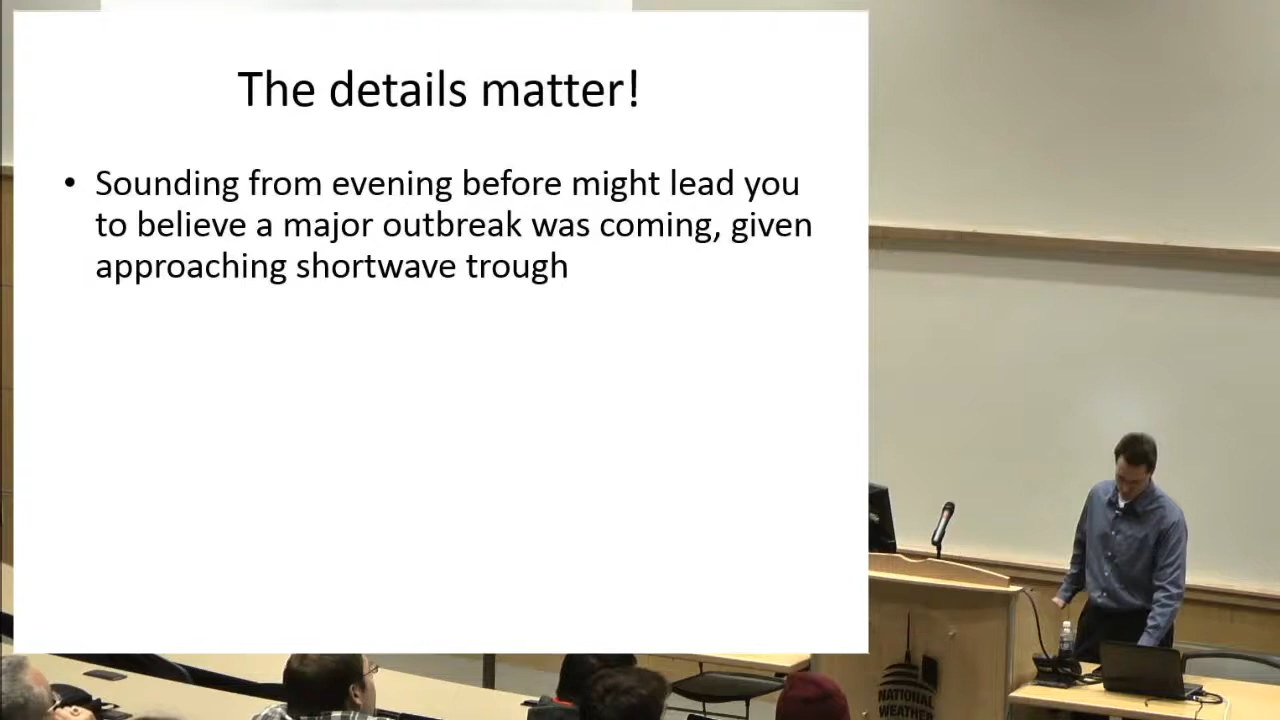 The details matter!
• Sounding from evening before might lead you
to believe a major outbreak was coming, given
approaching shortwave trough
NATIONAL
WEATHER